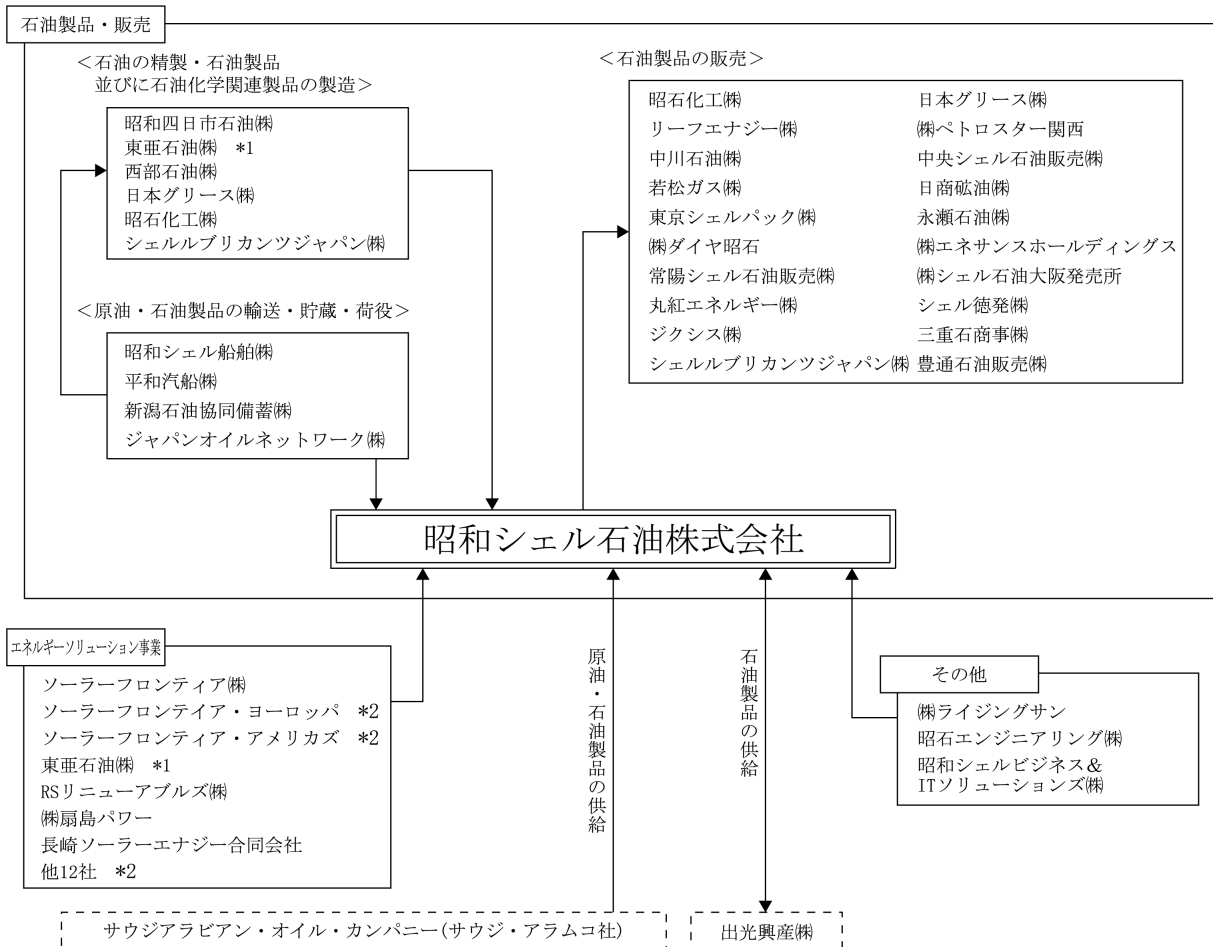 石油製品・販売
＜石油の精製・石油製品
並びに石油化学関連製品の製造＞
昭和四日市石油㈱
東亜石油㈱ *1
西部石油㈱
日本グリース㈱
昭石化工㈱
シェルルブリカンツジャパン㈱
＜原油・石油製品の輸送・貯蔵・荷役＞
昭和シェル船舶㈱
平和汽船㈱
新潟石油協同備蓄㈱
ジャパンオイルネットワーク㈱
＜石油製品の販売＞
昭石化工㈱ 日本グリース㈱
リーフエナジー㈱ ㈱ペトロスター関西
中川石油㈱ 中央シェル石油販売㈱
若松ガス㈱ 日商砿油㈱
東京シェルパック㈱ 永瀬石油㈱
㈱ダイヤ昭石 ㈱エネサンスホールディングス
常陽シェル石油販売㈱ ㈱シェル石油大阪発売所
丸紅エネルギー㈱ シェル徳発㈱
ジクシス㈱ 三重石商事㈱
シェルルブリカンツジャパン㈱ 豊通石油販売㈱
昭和シェル石油株式会社
エネルギーソリューション事業
ソーラーフロンティア㈱
ソーラーフロンテイア・ヨーロッパ *2
ソーラーフロンティア・アメリカズ *2
東亜石油㈱ *1
RSリニューアブルズ㈱
㈱扇島パワー
長崎ソーラーエナジー合同会社
他12社 *2
原油・石油製品の供給
石油製品の供給
その他
㈱ライジングサン
昭石エンジニアリング㈱
昭和シェルビジネス＆
ITソリューションズ㈱
サウジアラビアン・オイル・カンパニー(サウジ・アラムコ社)
出光興産㈱